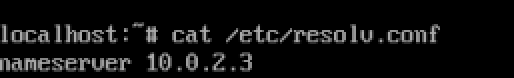 localhost:~# cat /etc/resolv.conf
nameserver 10.0.2.3